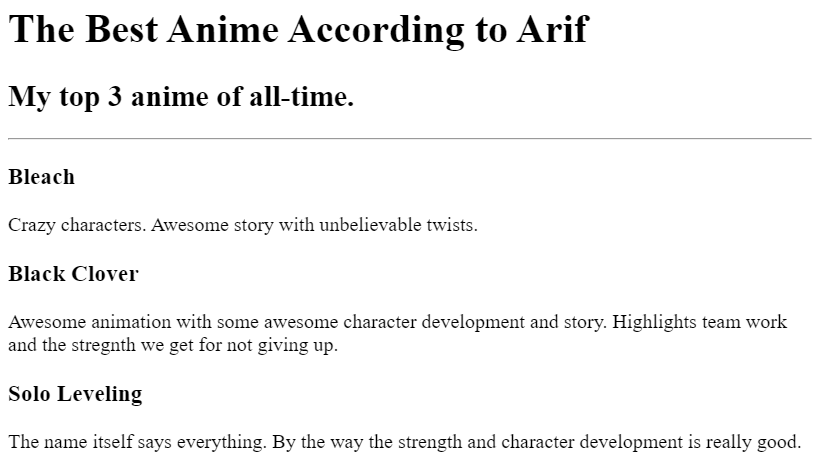 The Best Anime According to Arif
My top 3 anime of all-time.
Bleach
Crazy characters. Awesome story with unbelievable twists.
Black Clover
Awesome animation with some awesome character development and story. Highlights team work
and the stregnth we get for not giving up.
Solo Leveling
The name itself says everything. By the way the strength and character development is really good.